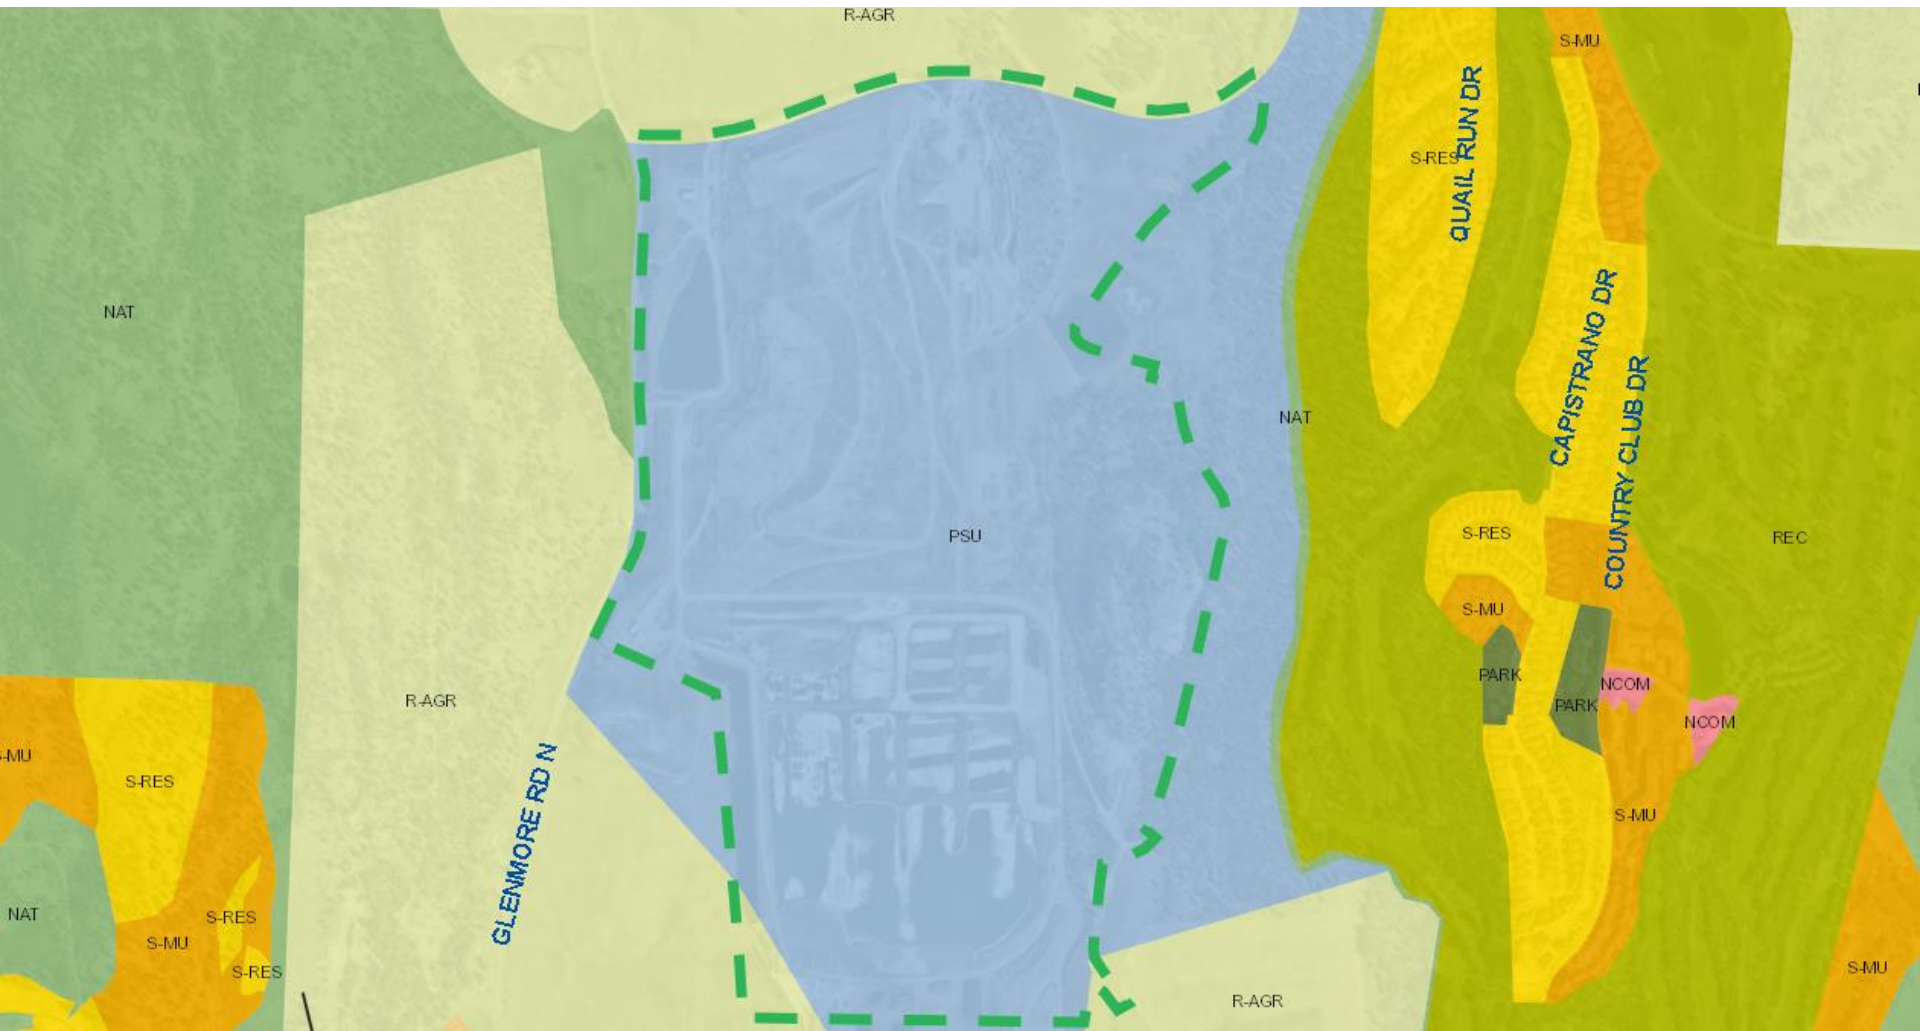 R-AGR
S-MU
QUAIL RUN DR
S-RES
NAT
CAPISTRANO DR
COUNTRY CLUB DR
NAT
PSU
S-RES
REC
S-MU
PARK
NCOM
R-AGR
PARK
NCOM
-MU
S-RES
GLENMORE RD N
S-MU
NAT
S-RES
S-MU
S-RES
S-MU
R-AGR